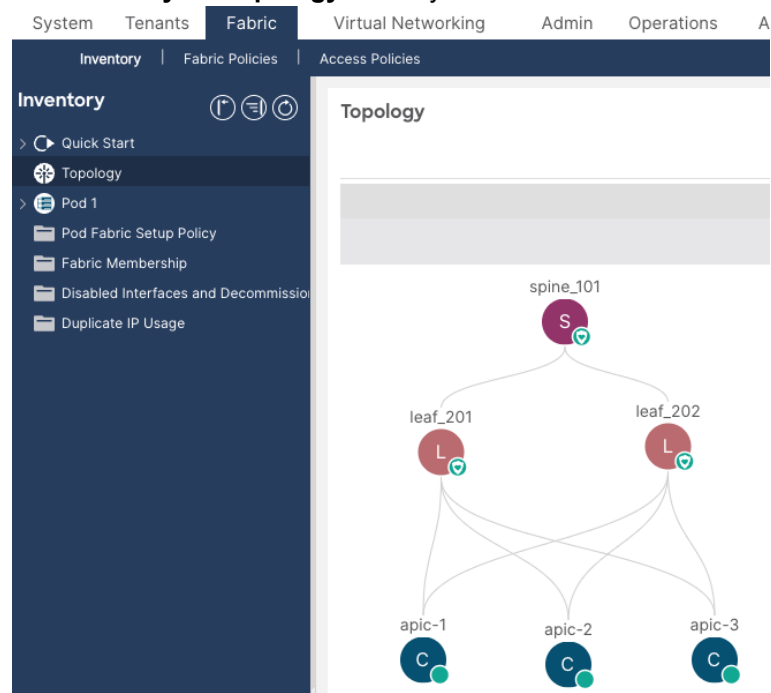 System Tenants Fabric Virtual Networking Admin Operations A
Inventory | Fabric Policies | Access Policies
Inventory
Quick Start
Topology
Pod 1
Pod Fabric Setup Policy
Fabric Membership
Disabled Interfaces and Decommissio
Duplicate IP Usage
Topology
spine_101
S
leaf_201
leaf_202
L
L
apic-1
apic-2
apic-3
C
C
C